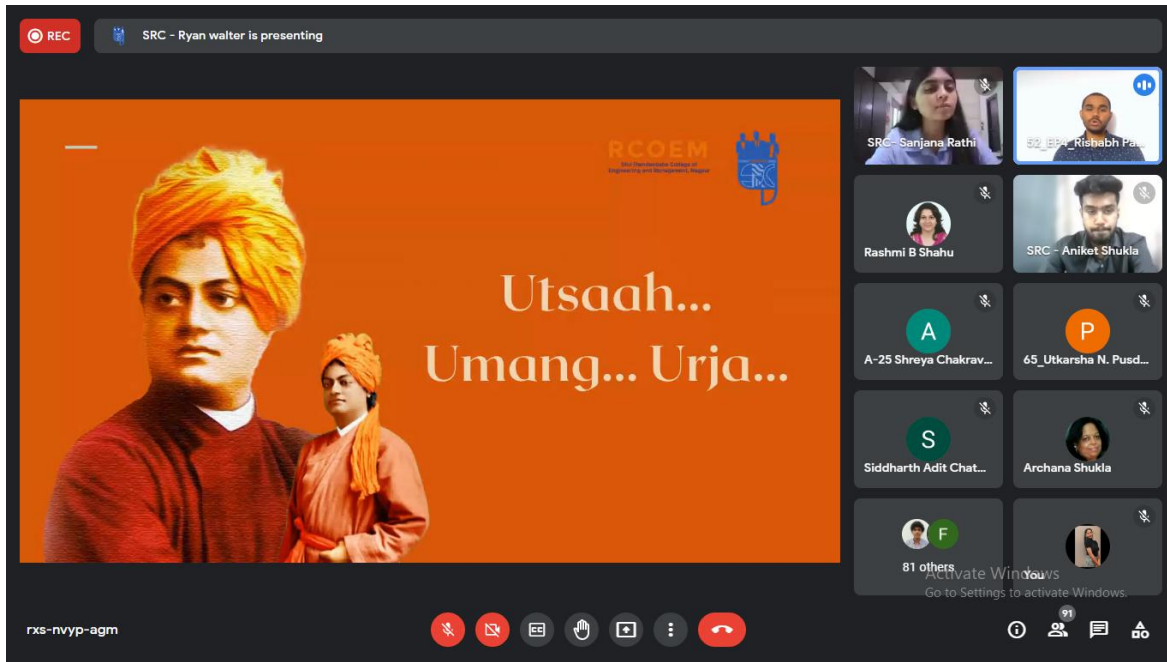 REC
SRC - Ryan walter is presenting
RCOEM
Shri Ramdeobaba College of
Engineering and Management, Nagpur
Utsaah...
Umang... Urja...
SRC- Sanjana Rathi
52_EP4_Rishabh Pa...
Rashmi B Shahu
SRC - Aniket Shukla
A
A-25 Shreya Chakrav...
P
65_Utkarsha N. Pusd...
S
Siddharth Adit Chat...
Archana Shukla
F
81 others
You
Activate Windows
Go to Settings to activate Windows.
rxs-nvyp-agm
CC
91